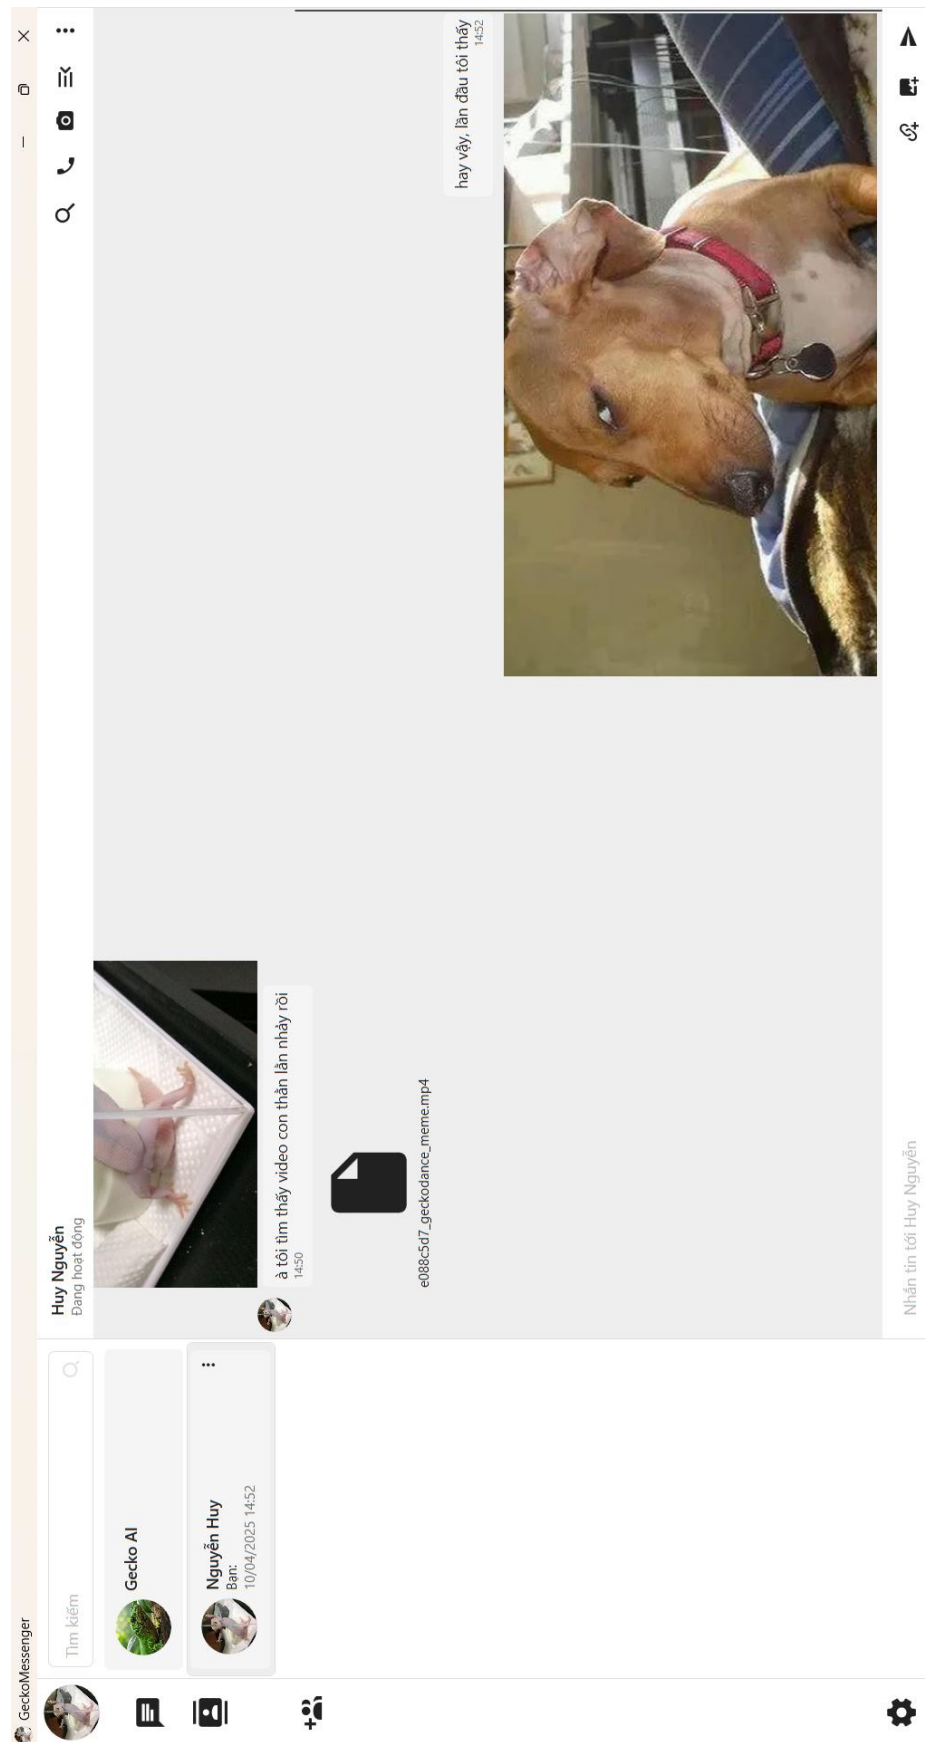 GeckoMessenger
Tìm kiếm
Gecko AI
Nguyễn Huy
Bạn:
10/04/2025 14:52
Huy Nguyễn
Đang hoạt động
à tôi tìm thấy video con thằn lằn nhảy rồi
14:50
e088c5d7_geckodance_meme.mp4
hay vậy, lần đầu tôi thấy
14:52
Nhắn tin tới Huy Nguyễn